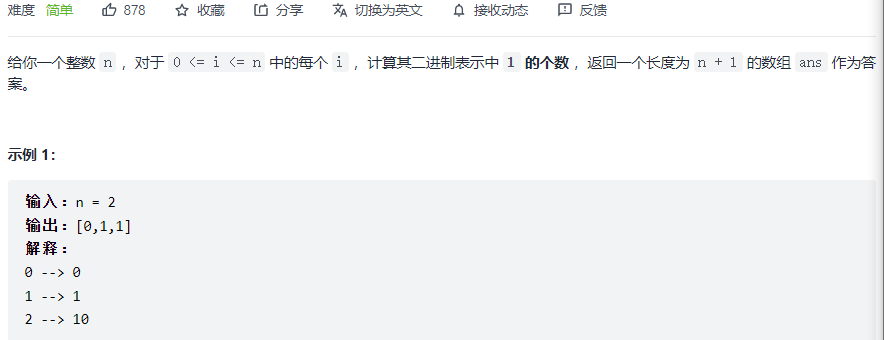 难度 简单 878 收藏 分享 切换为英文 接收动态 反馈
给你一个整数 n ，对于 0 <= i <= n 中的每个 i ，计算其二进制表示中 1 的个数 ，返回一个长度为 n + 1 的数组 ans 作为答
案。
示例 1：
输入：n = 2
输出：[0,1,1]
解释：
0 --> 0
1 --> 1
2 --> 10